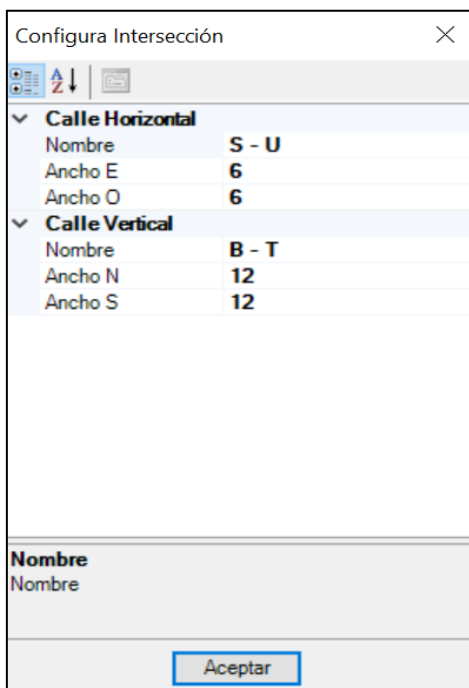 Configura Intersección
Calle Horizontal
Nombre S - U
Ancho E 6
Ancho O 6
Calle Vertical
Nombre B - T
Ancho N 12
Ancho S 12
Nombre
Nombre
Aceptar